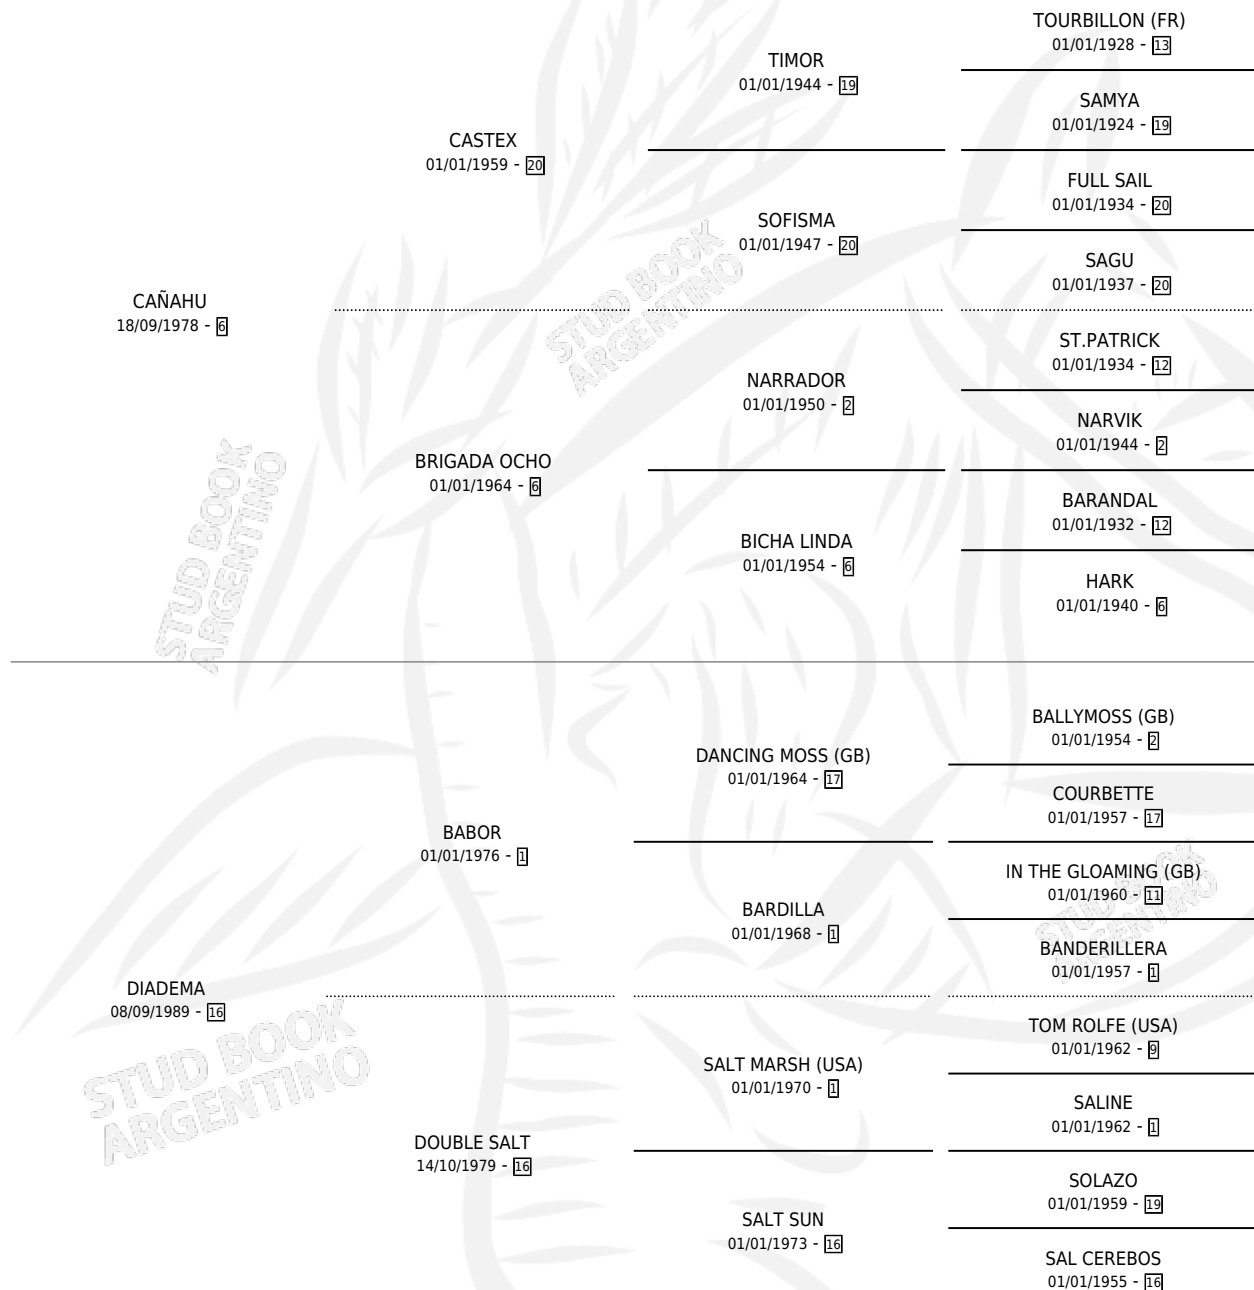 TOURBILLON (FR)
01/01/1928 - 13
TIMOR
01/01/1944 - 19
SAMYA
01/01/1924 - 19
CASTEX
01/01/1959 - 20
FULL SAIL
01/01/1934 - 20
SOFISMA
01/01/1947 - 20
SAGU
01/01/1937 - 20
CAÑAHU
18/09/1978 - 6
STUD BOOK
ARGENTINO
ST.PATRICK
01/01/1934 - 12
NARRADOR
01/01/1950 - 2
NARVIK
01/01/1944 - 2
BRIGADA OCHO
01/01/1964 - 6
BARANDAL
01/01/1932 - 12
BICHA LINDA
01/01/1954 - 6
HARK
01/01/1940 - 6
STUD BOOK
ARGENTINO
BALLYMOSS (GB)
01/01/1954 - 2
DANCING MOSS (GB)
01/01/1964 - 17
COURBETTE
01/01/1957 - 17
BABOR
01/01/1976 - 1
IN THE GLOAMING (GB)
01/01/1960 - 11
BARDILLA
01/01/1968 - 1
BANDERILLERA
01/01/1957 - 1
STUD BOOK
ARGENTINO
DIADEMA
08/09/1989 - 16
TOM ROLFE (USA)
01/01/1962 - 9
SALT MARSH (USA)
01/01/1970 - 1
SALINE
01/01/1962 - 1
STUD BOOK
ARGENTINO
DOUBLE SALT
14/10/1979 - 16
SOLAZO
01/01/1959 - 19
SALT SUN
01/01/1973 - 16
SAL CEREBOS
01/01/1955 - 16